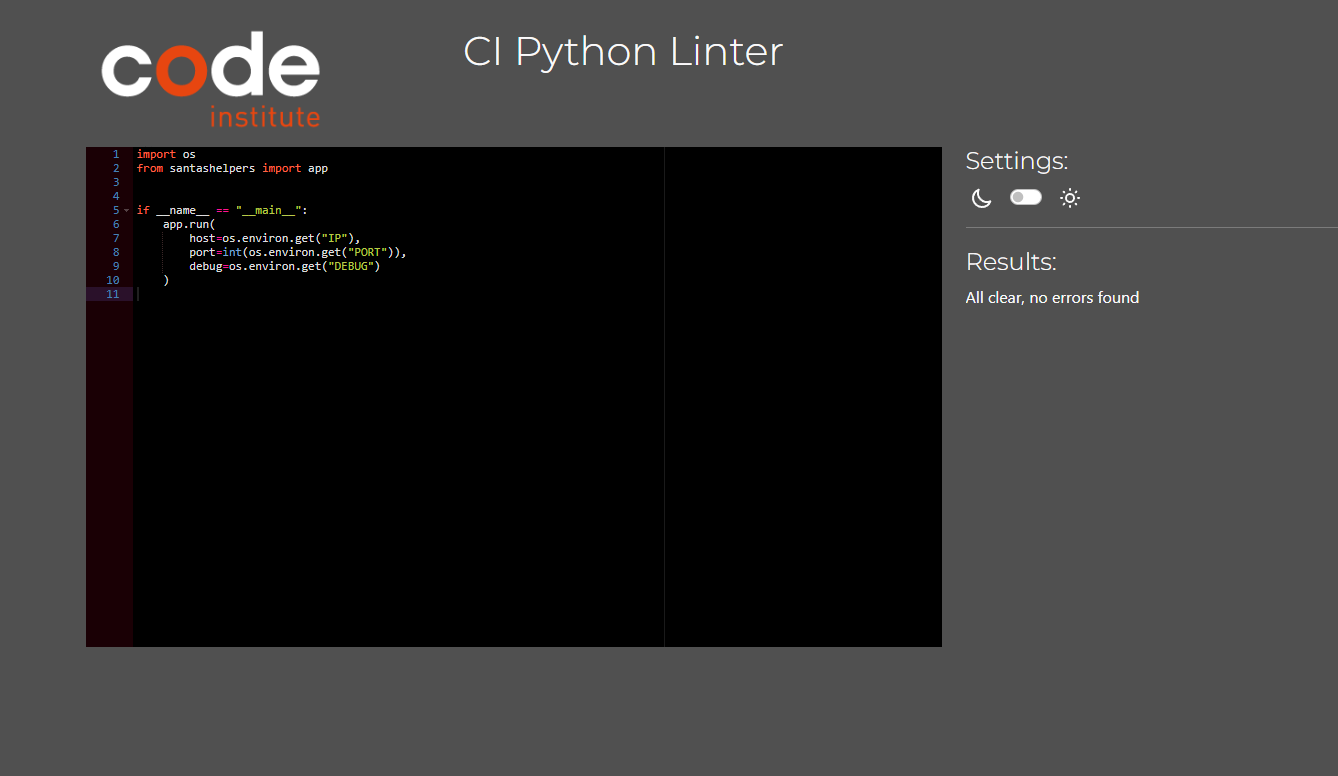 code
institute
CI Python Linter
1 import os
2 from santashelpers import app
3
4
5 if __name__ == "__main__":
6     app.run(
7         host=os.environ.get("IP"),
8         port=int(os.environ.get("PORT")),
9         debug=os.environ.get("DEBUG")
10     )
11
Settings:
Results:
All clear, no errors found